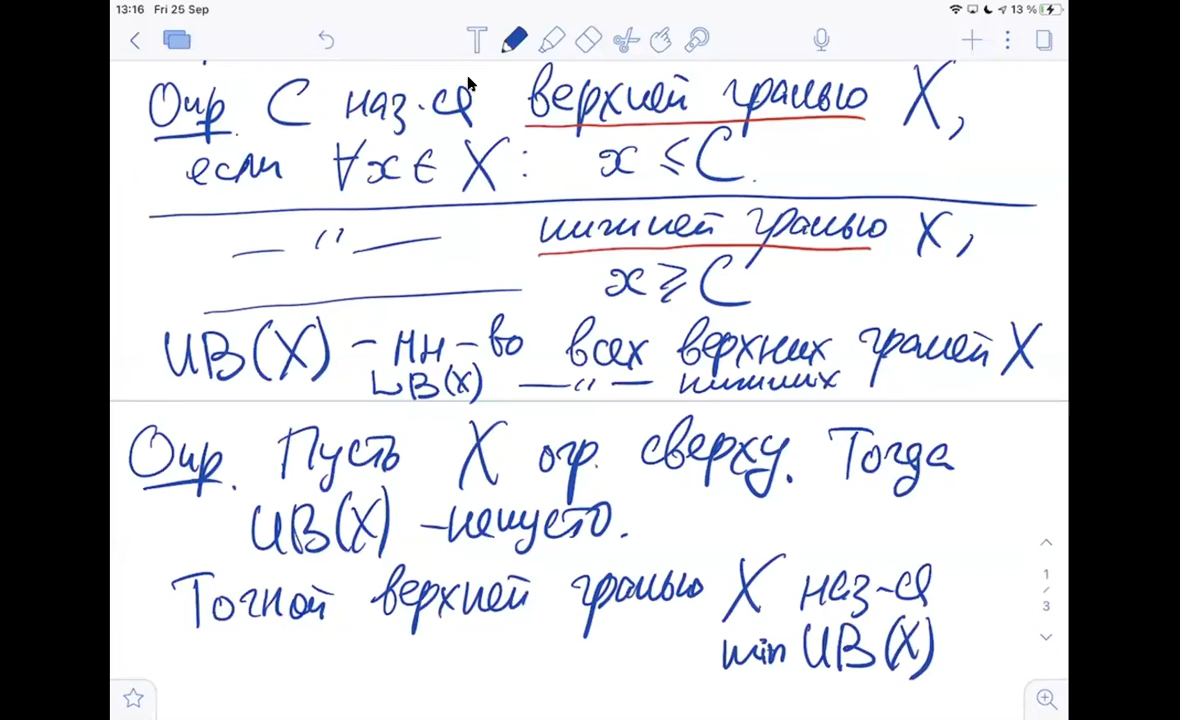 13:16 Fri 25 Sep 13 %
Опр. C наз-ся верхней гранью X,
если ∀x ∈ X: x ≤ C.
— " — нижней гранью X,
x ≥ C
UB(X) – мн-во всех верхних граней X
LB(X) — " — нижних
Опр. Пусть X огр. сверху. Тогда
UB(X) – непусто.
Точной верхней гранью X наз-ся
min UB(X)
1
/
3